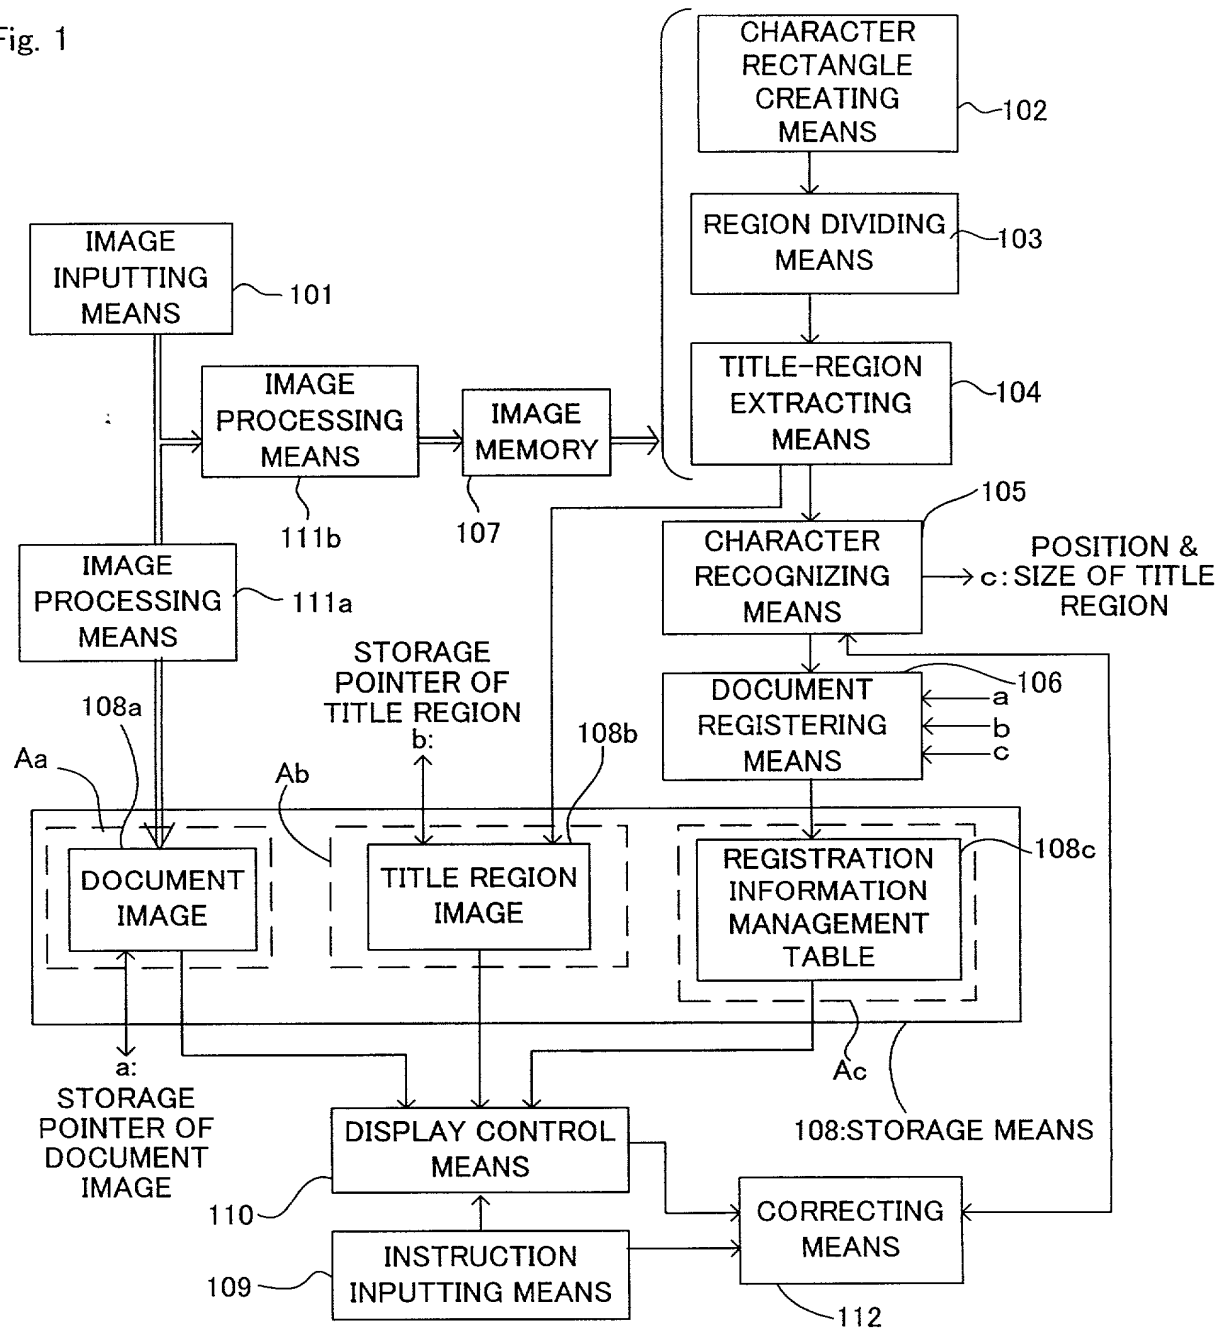 Fig. 1
CHARACTER
RECTANGLE
CREATING
MEANS
102
REGION DIVIDING
MEANS
103
IMAGE
INPUTTING
MEANS
101
TITLE-REGION
EXTRACTING
MEANS
104
IMAGE
PROCESSING
MEANS
111b
IMAGE
MEMORY
107
105
CHARACTER
RECOGNIZING
MEANS
POSITION &
c:SIZE OF TITLE
REGION
IMAGE
PROCESSING
MEANS
111a
STORAGE
POINTER OF
TITLE REGION
b:
106
DOCUMENT
REGISTERING
MEANS
a
b
c
108a
108b
Aa
Ab
DOCUMENT
IMAGE
TITLE REGION
IMAGE
REGISTRATION
INFORMATION
MANAGEMENT
TABLE
108c
Ac
a:
STORAGE
POINTER OF
DOCUMENT
IMAGE
108:STORAGE MEANS
DISPLAY CONTROL
MEANS
110
CORRECTING
MEANS
112
INSTRUCTION
INPUTTING MEANS
109